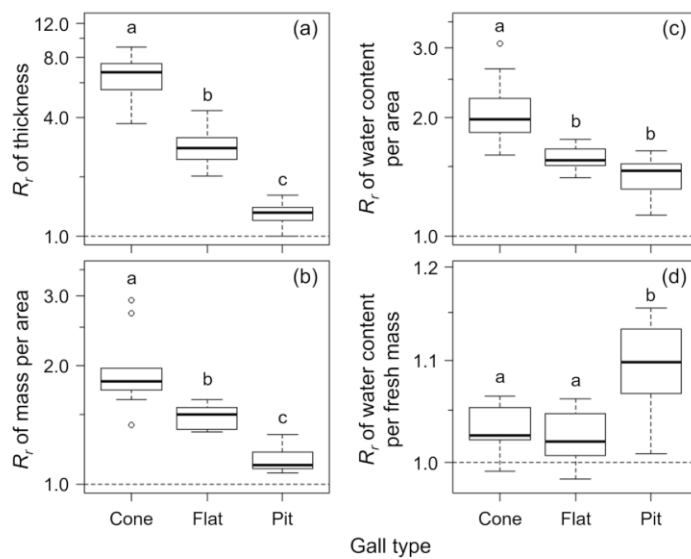 (a)
12.0
8.0
4.0
1.0
R_r of thickness
a
b
c
(c)
3.0
2.0
1.0
R_r of water content
per area
a
b
b
(b)
3.0
2.0
1.0
R_r of mass per area
a
b
c
Cone Flat Pit
(d)
1.2
1.1
1.0
R_r of water content
per fresh mass
a
a
b
Cone Flat Pit
Gall type